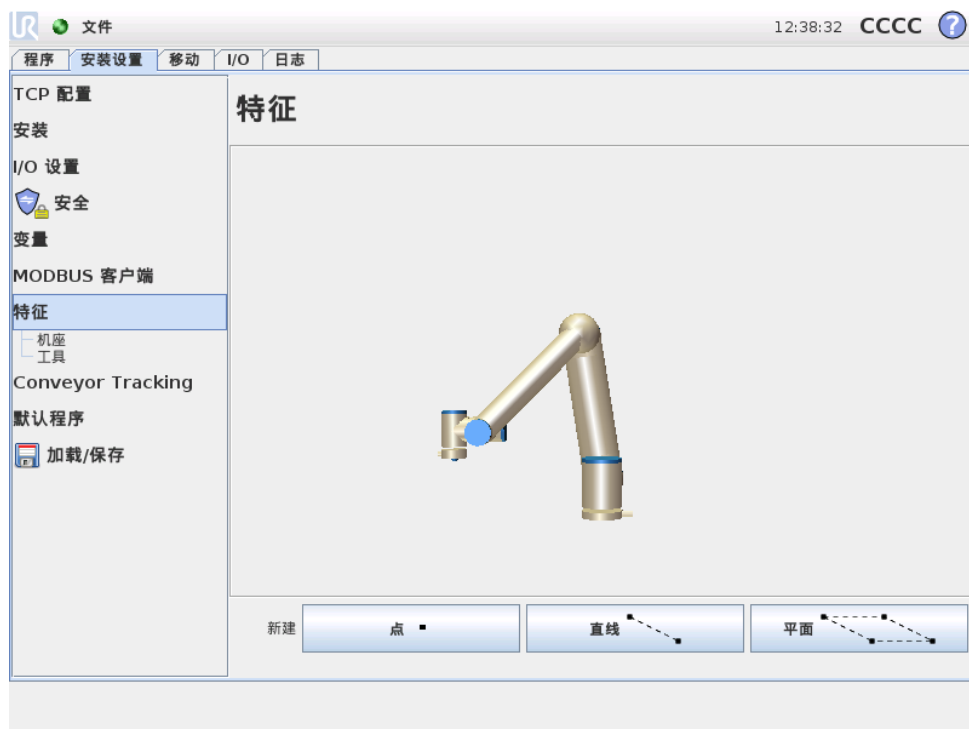 UR 文件 12:38:32 CCCC ?
程序 安装设置 移动 I/O 日志
TCP 配置
安装
I/O 设置
安全
变量
MODBUS 客户端
特征
机座
工具
Conveyor Tracking
默认程序
加载/保存
特征
新建 点 直线 平面